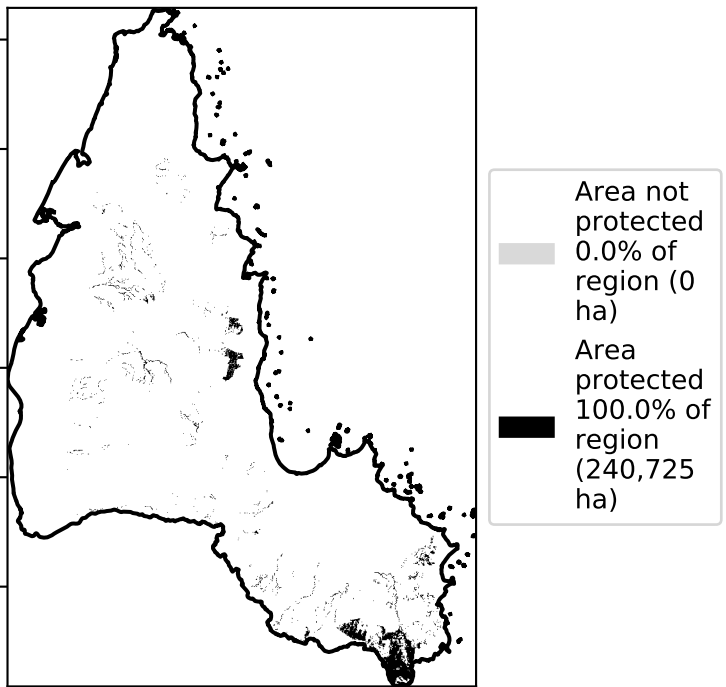 Area not
protected
0.0% of
region (0
ha)
Area
protected
100.0% of
region
(240,725
ha)